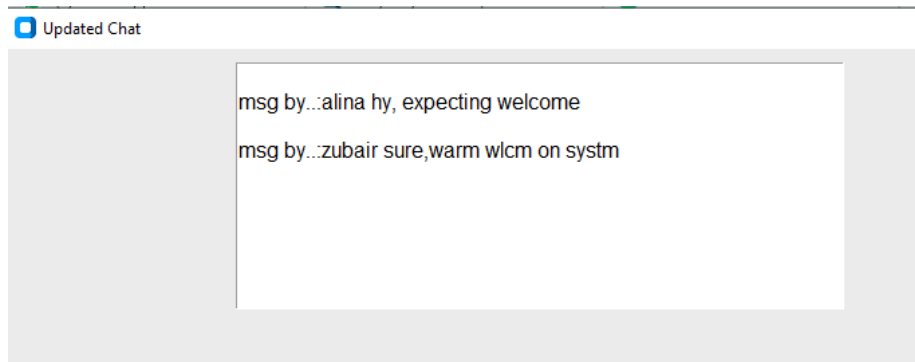 Updated Chat
msg by..:alina hy, expecting welcome
msg by..:zubair sure,warm wlcm on systm